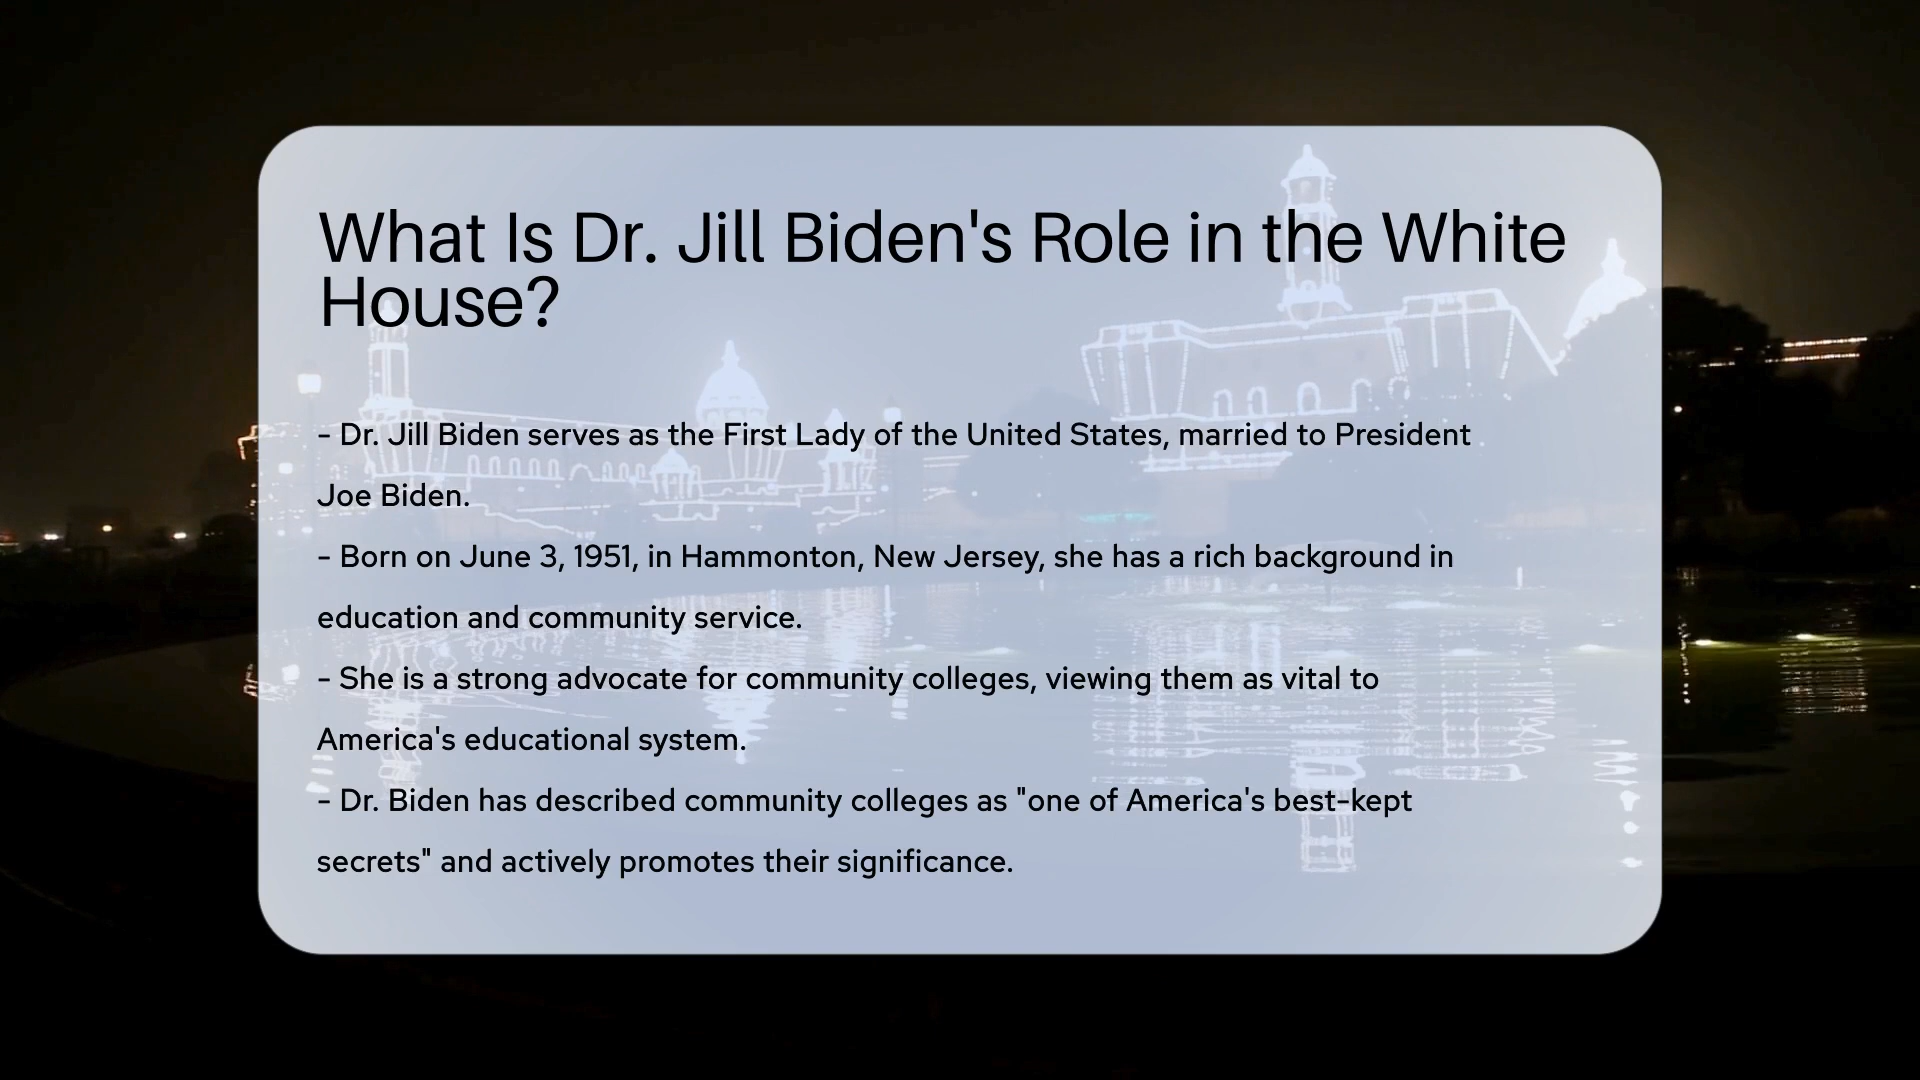 What Is Dr. Jill Biden's Role in the White
House?
- Dr. Jill Biden serves as the First Lady of the United States, married to President
Joe Biden.
- Born on June 3, 1951, in Hammonton, New Jersey, she has a rich background in
education and community service.
- She is a strong advocate for community colleges, viewing them as vital to
America's educational system.
- Dr. Biden has described community colleges as "one of America's best-kept
secrets" and actively promotes their significance.